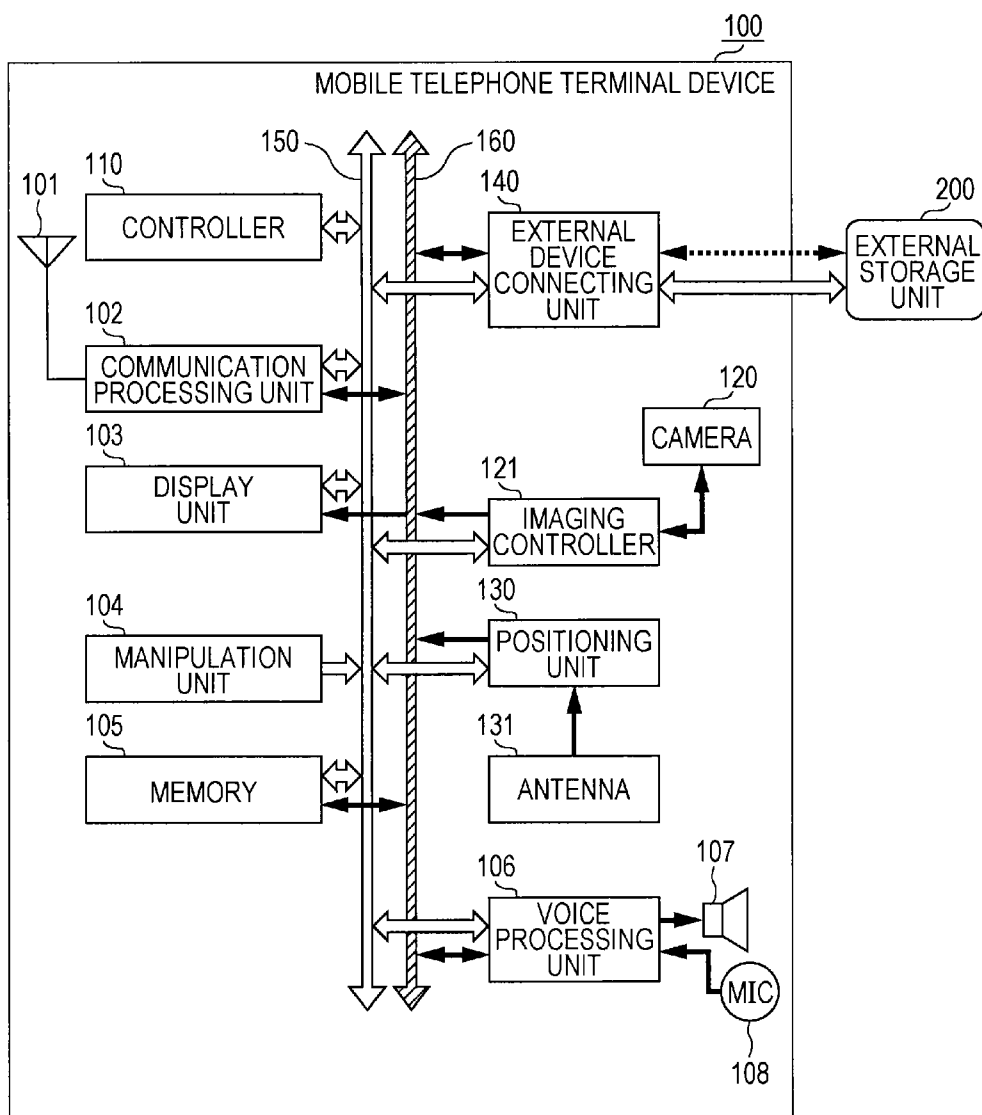 100
MOBILE TELEPHONE TERMINAL DEVICE
150
160
110
CONTROLLER
101
140
EXTERNAL
DEVICE
CONNECTING
UNIT
200
EXTERNAL
STORAGE
UNIT
102
COMMUNICATION
PROCESSING UNIT
120
CAMERA
103
DISPLAY
UNIT
121
IMAGING
CONTROLLER
104
MANIPULATION
UNIT
130
POSITIONING
UNIT
105
MEMORY
131
ANTENNA
106
VOICE
PROCESSING
UNIT
107
MIC
108